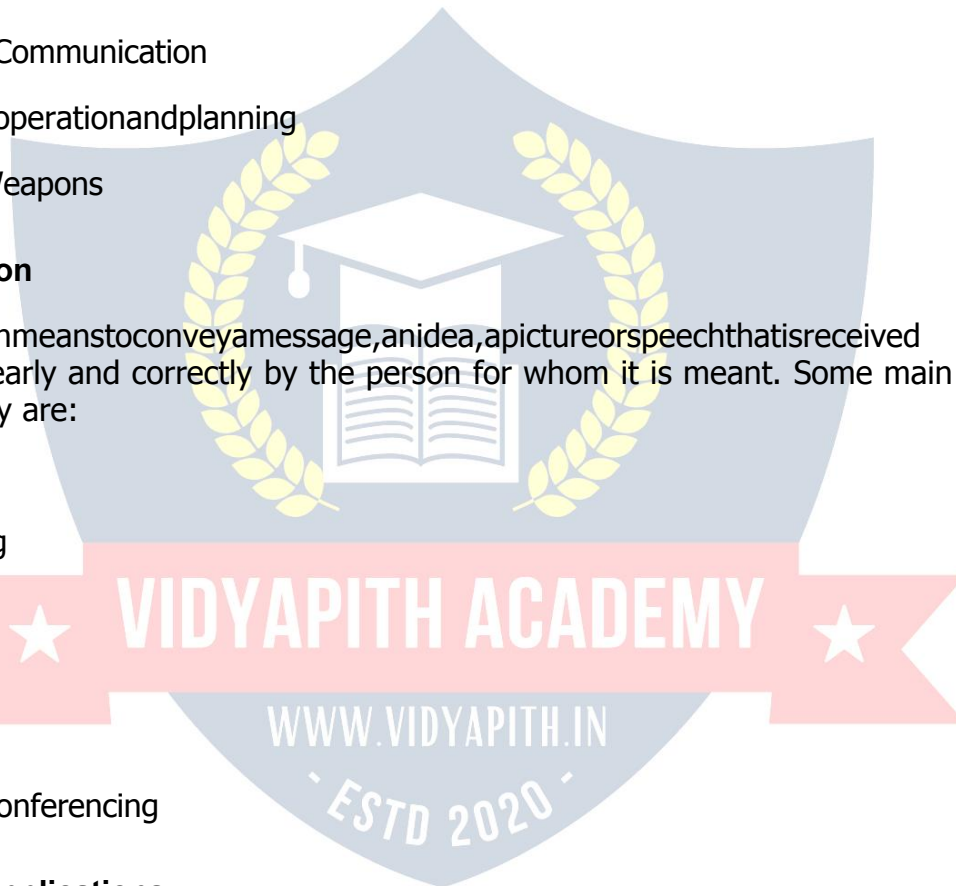 Communication
operationandplanning
Weapons
on
nmeanstoconveyamessage,anidea,apictureorspeechthatisreceived
early and correctly by the person for whom it is meant. Some main
y are:
g
VIDYAPITH ACADEMY
WWW.VIDYAPITH.IN
onferencing
- ESTD 2020 -